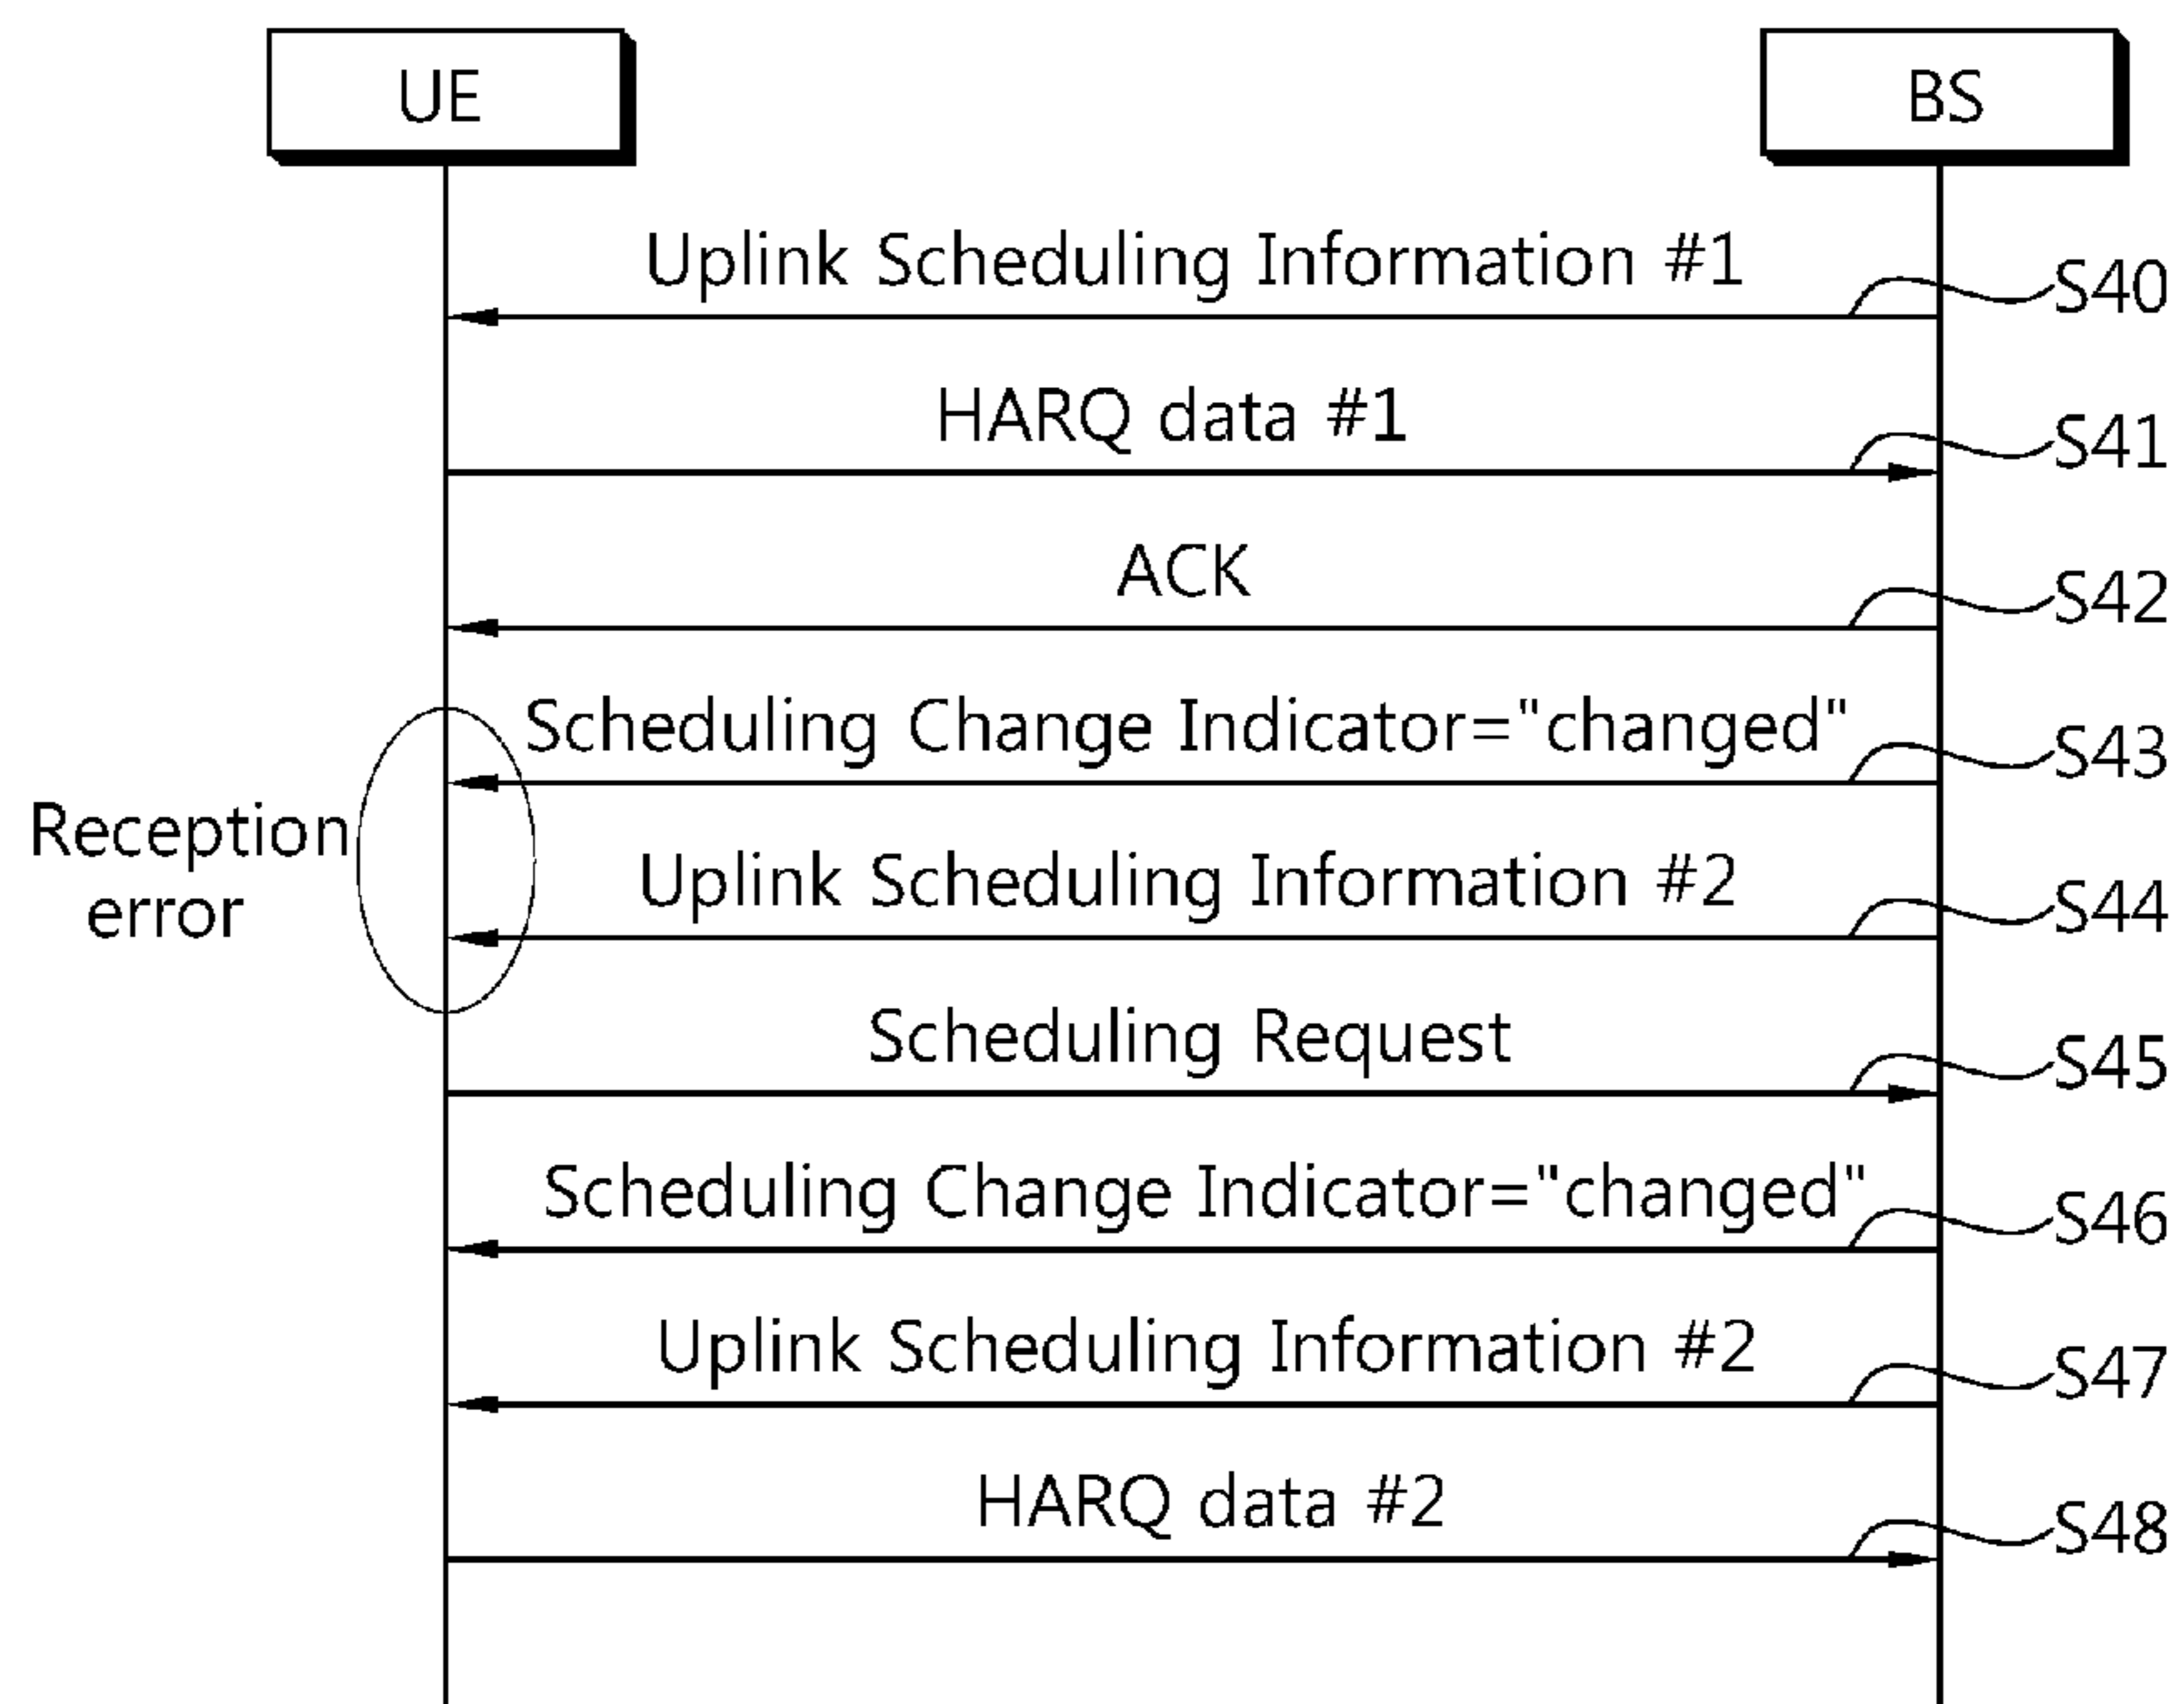 UE
BS
Uplink Scheduling Information #1
S40
HARQ data #1
S41
ACK
S42
Scheduling Change Indicator="changed"
S43
Reception
error
Uplink Scheduling Information #2
S44
Scheduling Request
S45
Scheduling Change Indicator="changed"
S46
Uplink Scheduling Information #2
S47
HARQ data #2
S48